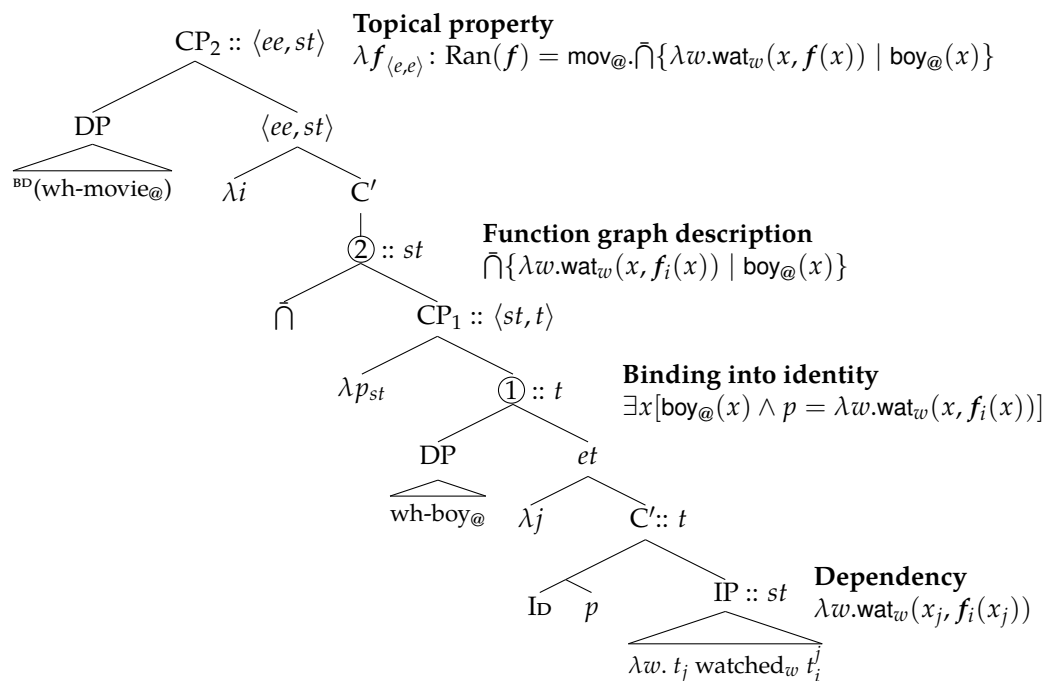 Topical property
CP₂ :: ⟨ee, st⟩
λf⟨e,e⟩ : Ran(f) = mov@.⋂̄{λw.wat_w(x, f(x)) | boy@(x)}
DP
⟨ee, st⟩
ᴮᴰ(wh-movie@)
λi
C′
② :: st
Function graph description
⋂̄{λw.wat_w(x, f_i(x)) | boy@(x)}
⋂̄
CP₁ :: ⟨st, t⟩
λp_st
① :: t
Binding into identity
∃x[boy@(x) ∧ p = λw.wat_w(x, f_i(x))]
DP
et
wh-boy@
λj
C′:: t
Iᴅ
p
IP :: st
Dependency
λw.wat_w(x_j, f_i(x_j))
λw. t_j watched_w t_i^j